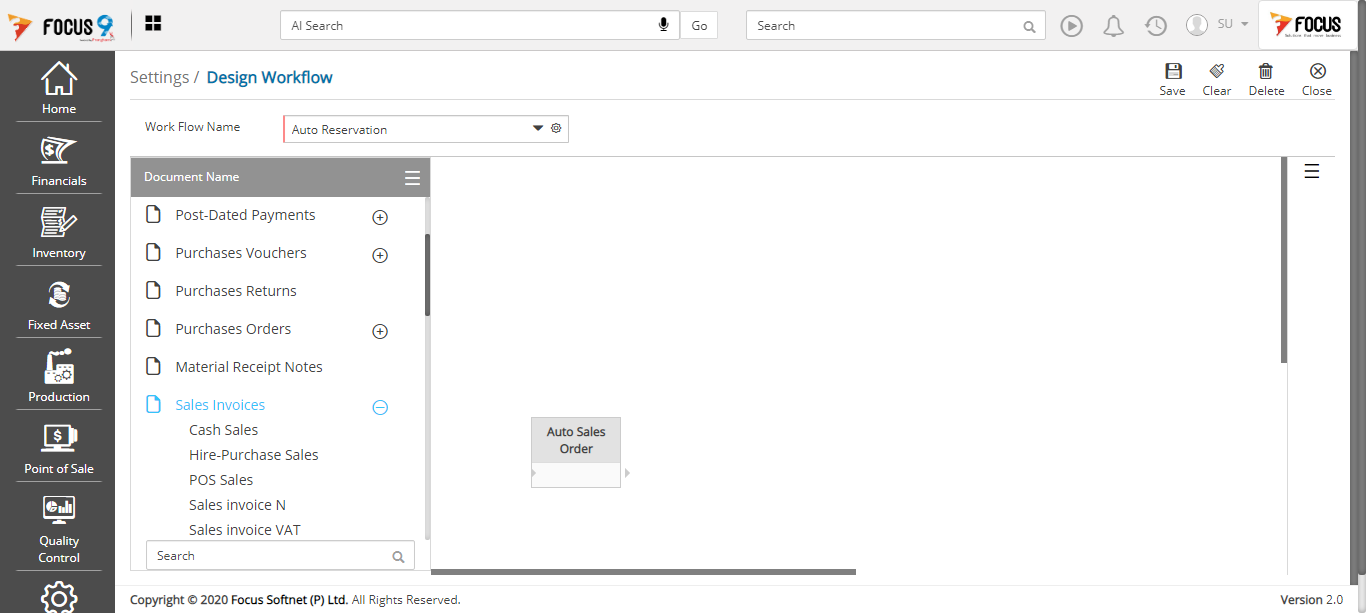 FOCUS 9
AI Search
Go
Search
SU
FOCUS
Home
Financials
Inventory
Fixed Asset
Production
Point of Sale
Quality
Control
Settings / Design Workflow
Save
Clear
Delete
Close
Work Flow Name
Auto Reservation
Document Name
Post-Dated Payments
Purchases Vouchers
Purchases Returns
Purchases Orders
Material Receipt Notes
Sales Invoices
Cash Sales
Hire-Purchase Sales
POS Sales
Sales invoice N
Sales invoice VAT
Search
Auto Sales
Order
Copyright © 2020 Focus Softnet (P) Ltd. All Rights Reserved.
Version 2.0